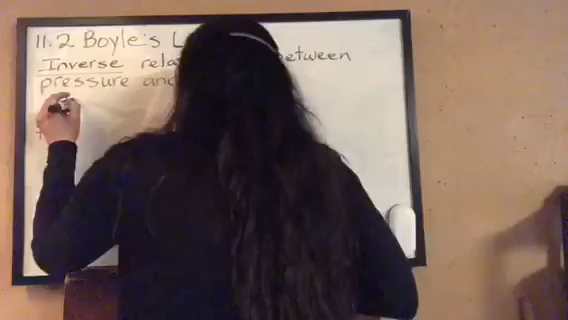 11.2 Boyle's L
Inverse rela etween
pressure and